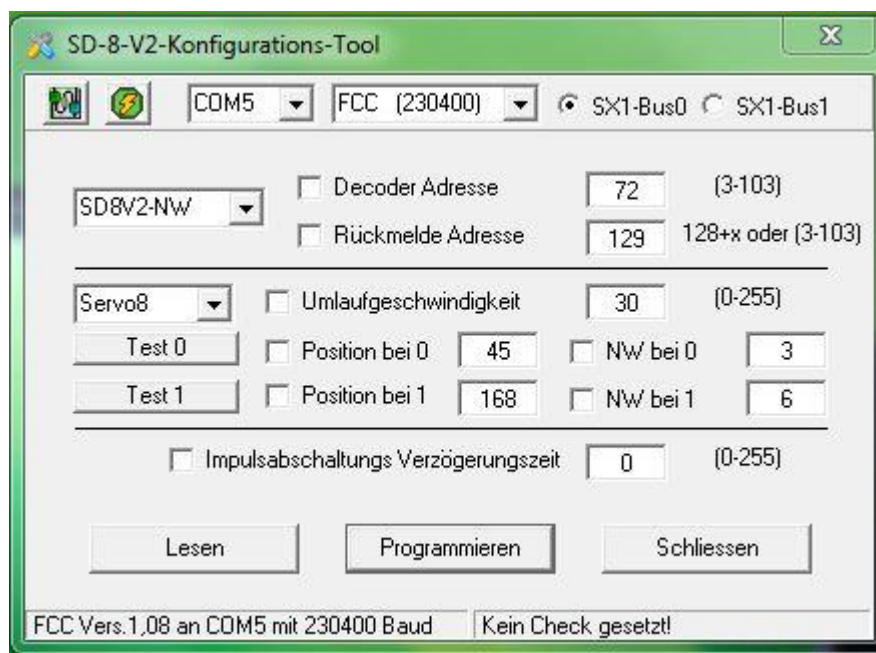 SD-8-V2-Konfigurations-Tool
COM5 FCC (230400) SX1-Bus0 SX1-Bus1
SD8V2-NW
Decoder Adresse 72 (3-103)
Rückmelde Adresse 129 128+x oder (3-103)
Servo8 Umlaufgeschwindigkeit 30 (0-255)
Test 0 Position bei 0 45 NW bei 0 3
Test 1 Position bei 1 168 NW bei 1 6
Impulsabschaltungs Verzögerungszeit 0 (0-255)
Lesen Programmieren Schliessen
FCC Vers.1,08 an COM5 mit 230400 Baud Kein Check gesetzt!